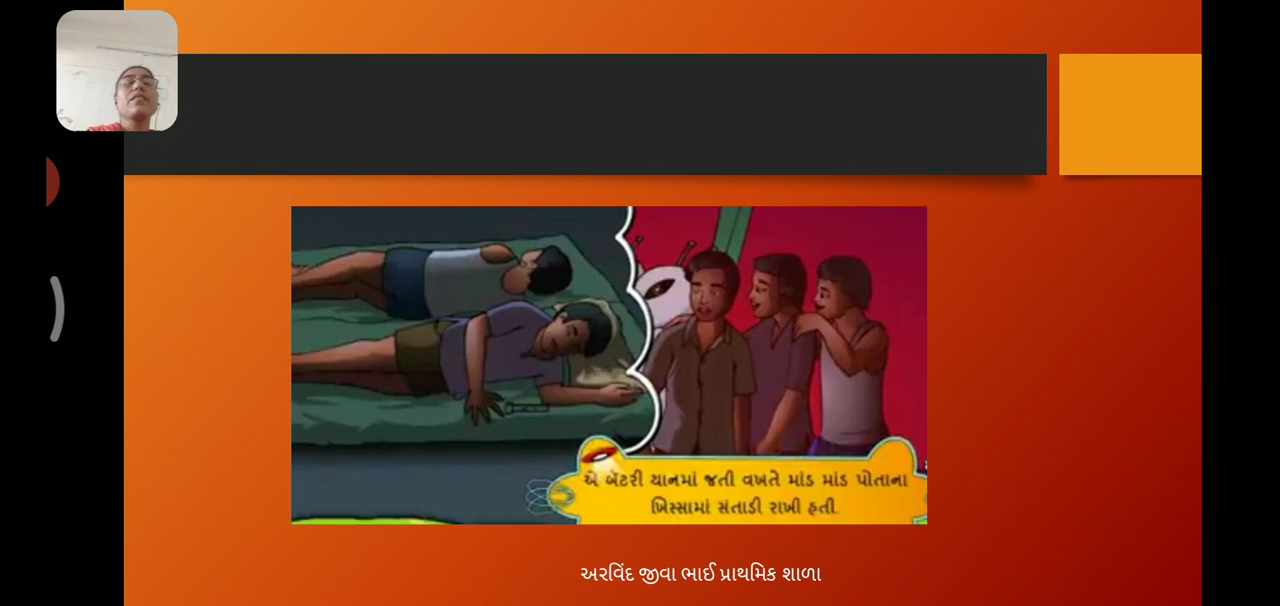 એ બૅટરી યાનમાં જતી વખતે માંડ માંડ પોતાના
ખિસ્સામાં સંતાડી રાખી હતી.
અરવિંદ જીવા ભાઈ પ્રાથમિક શાળા